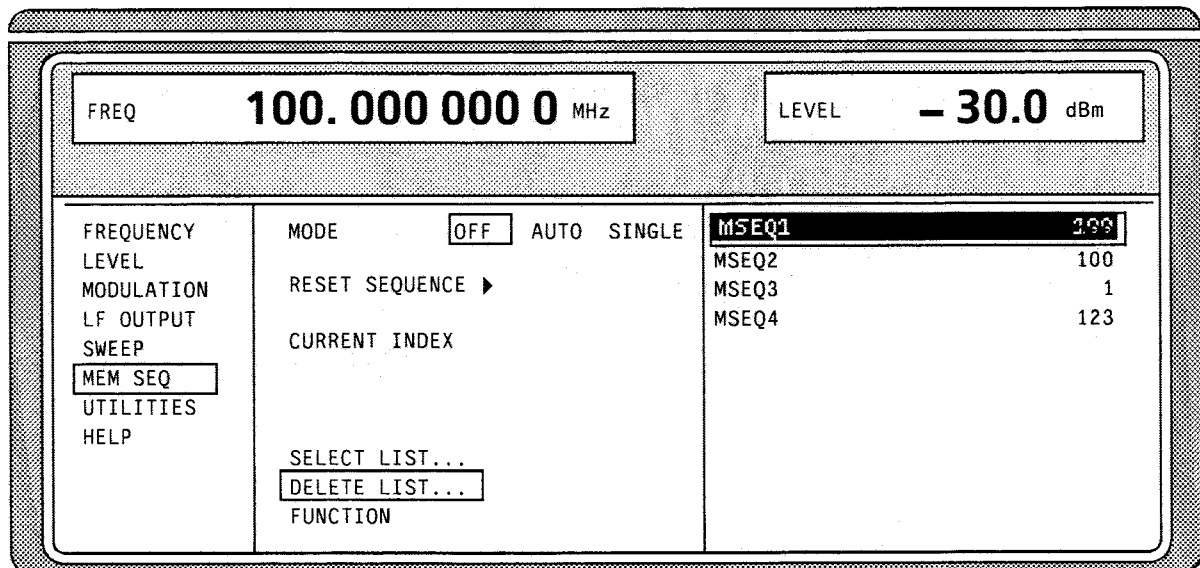 FREQ 100. 000 000 0 MHz
LEVEL – 30.0 dBm
FREQUENCY
LEVEL
MODULATION
LF OUTPUT
SWEEP
MEM SEQ
UTILITIES
HELP
MODE OFF AUTO SINGLE
RESET SEQUENCE ▶
CURRENT INDEX
SELECT LIST...
DELETE LIST...
FUNCTION
MSEQ1
MSEQ2 100
MSEQ3 1
MSEQ4 123